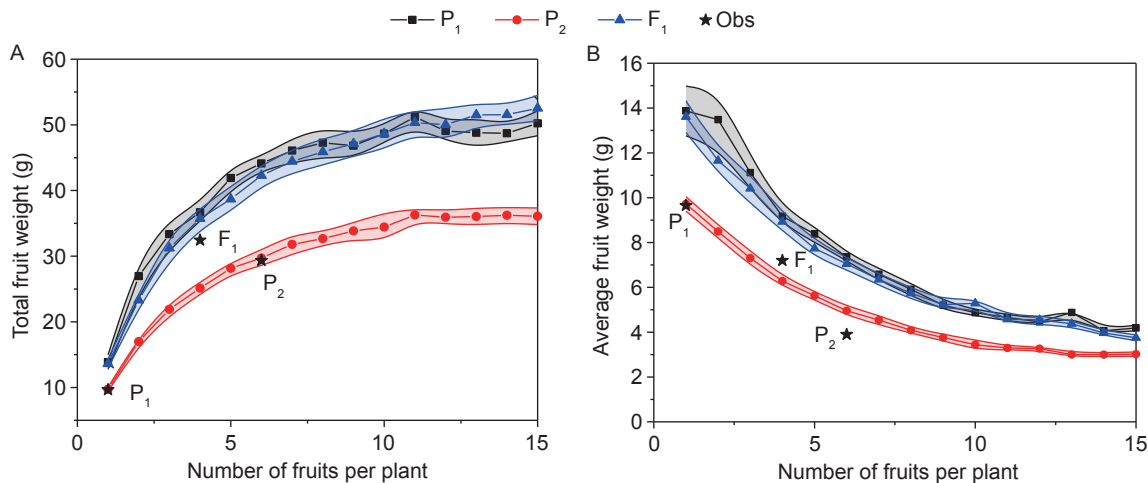 P₁ P₂ F₁ Obs
A
Total fruit weight (g)
60
50
40
30
20
10
0 5 10 15
Number of fruits per plant
F₁
P₂
P₁
B
Average fruit weight (g)
16
14
12
10
8
6
4
2
0
0 5 10 15
Number of fruits per plant
P₁
F₁
P₂